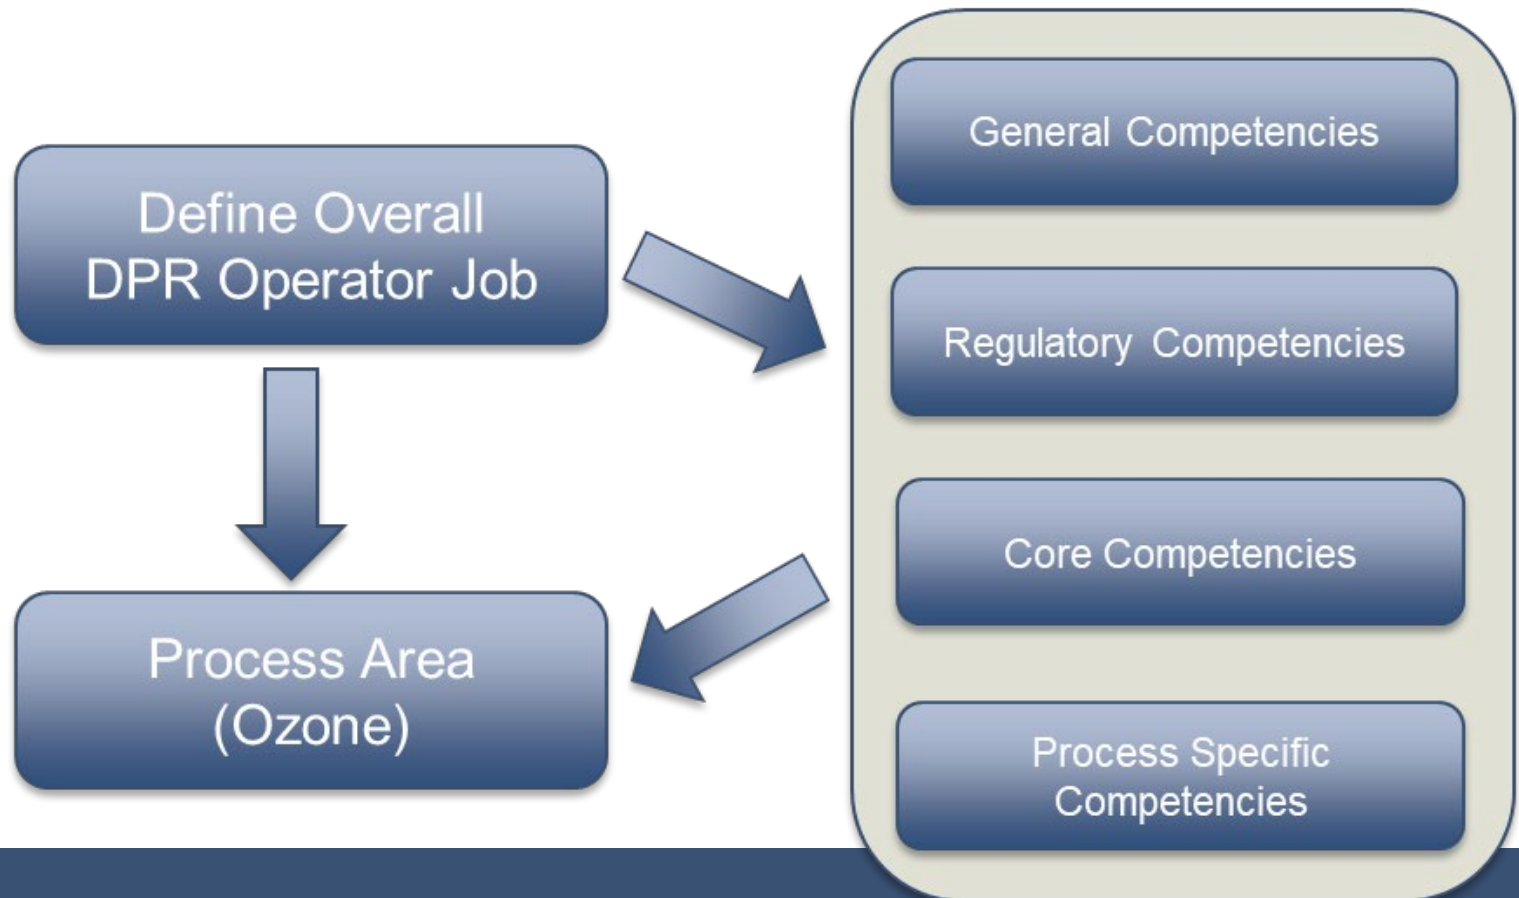 Define Overall
DPR Operator Job
Process Area
(Ozone)
General Competencies
Regulatory Competencies
Core Competencies
Process Specific
Competencies